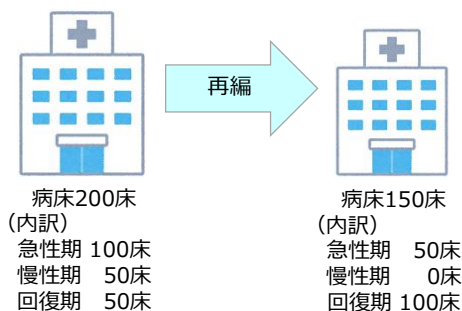 再編
病床200床
（内訳）
急性期 100床
慢性期 50床
回復期 50床
病床150床
（内訳）
急性期 50床
慢性期 0床
回復期 100床